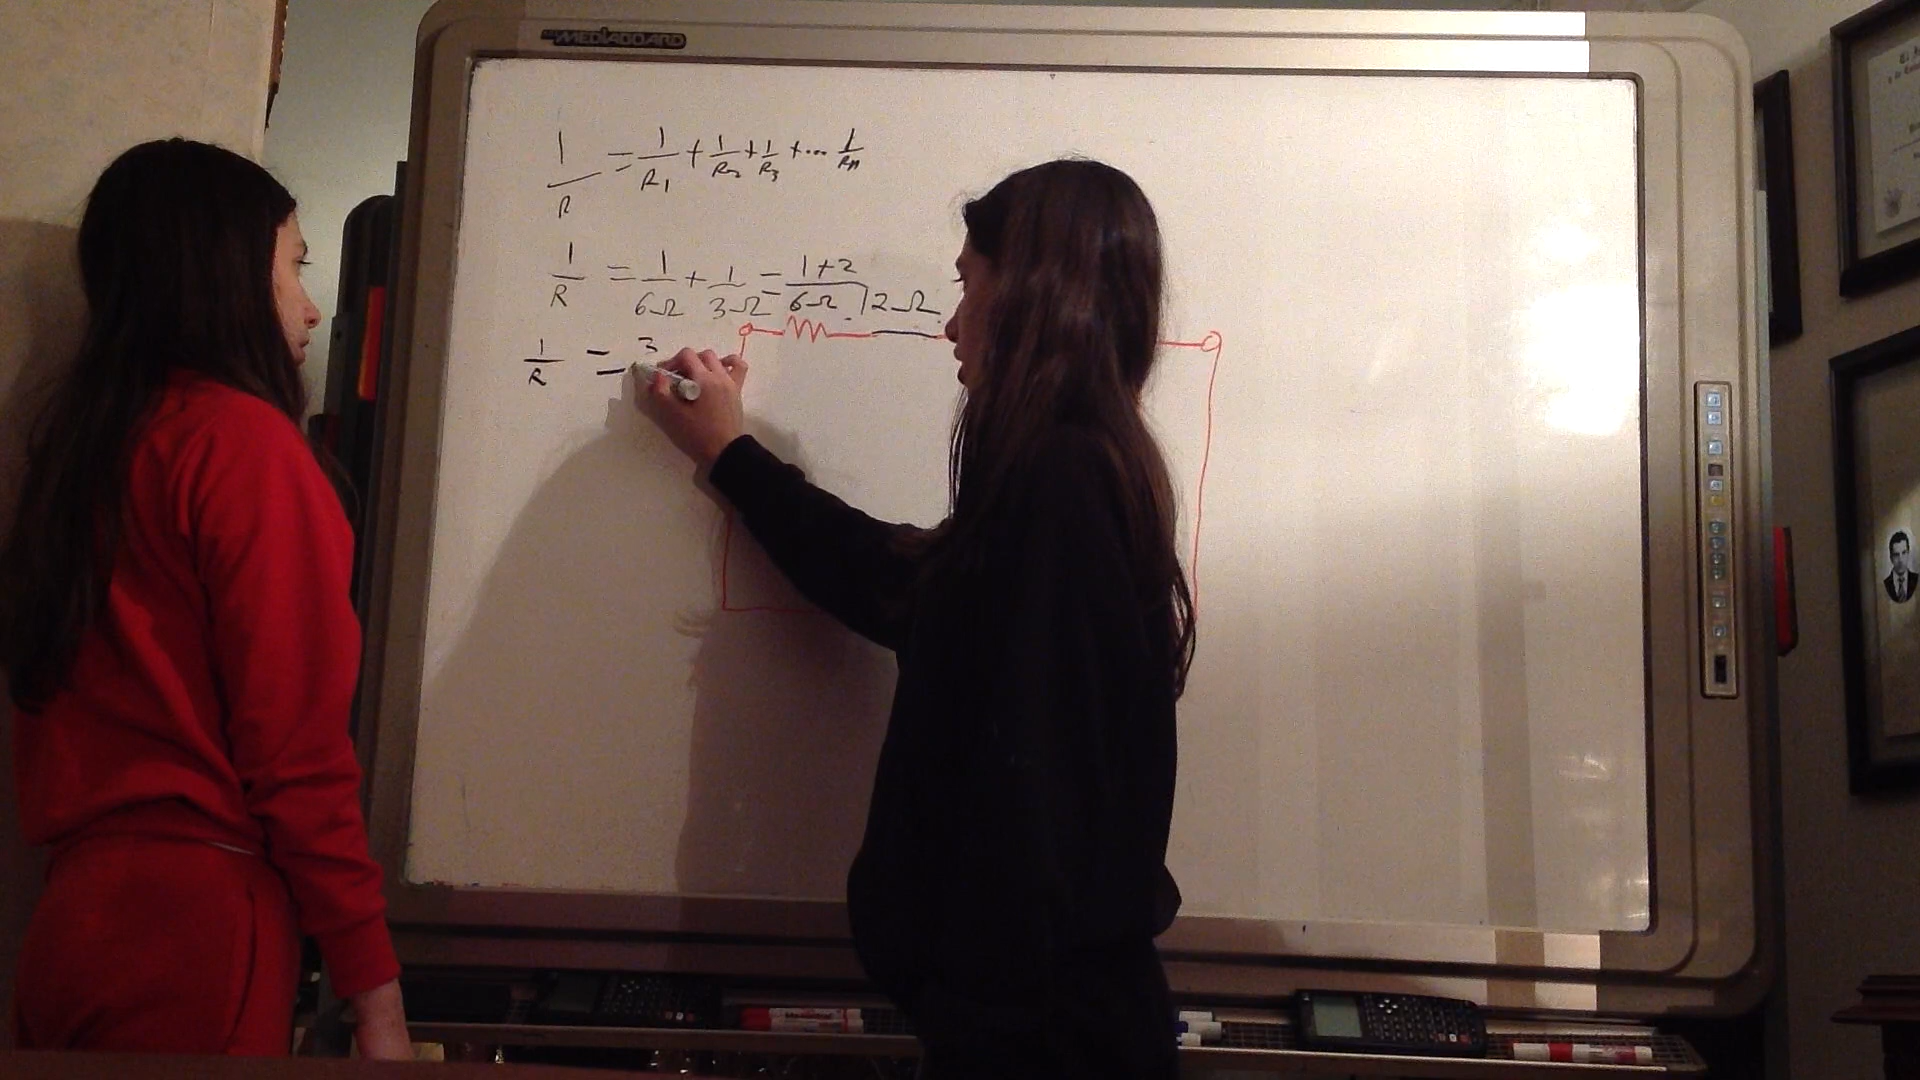 MEDIABOARD
1/R = 1/R1 + 1/R2 + 1/R3 + ... 1/Rn
1/R = 1/6Ω + 1/3Ω = 1+2/6Ω
12Ω
1/R = 3